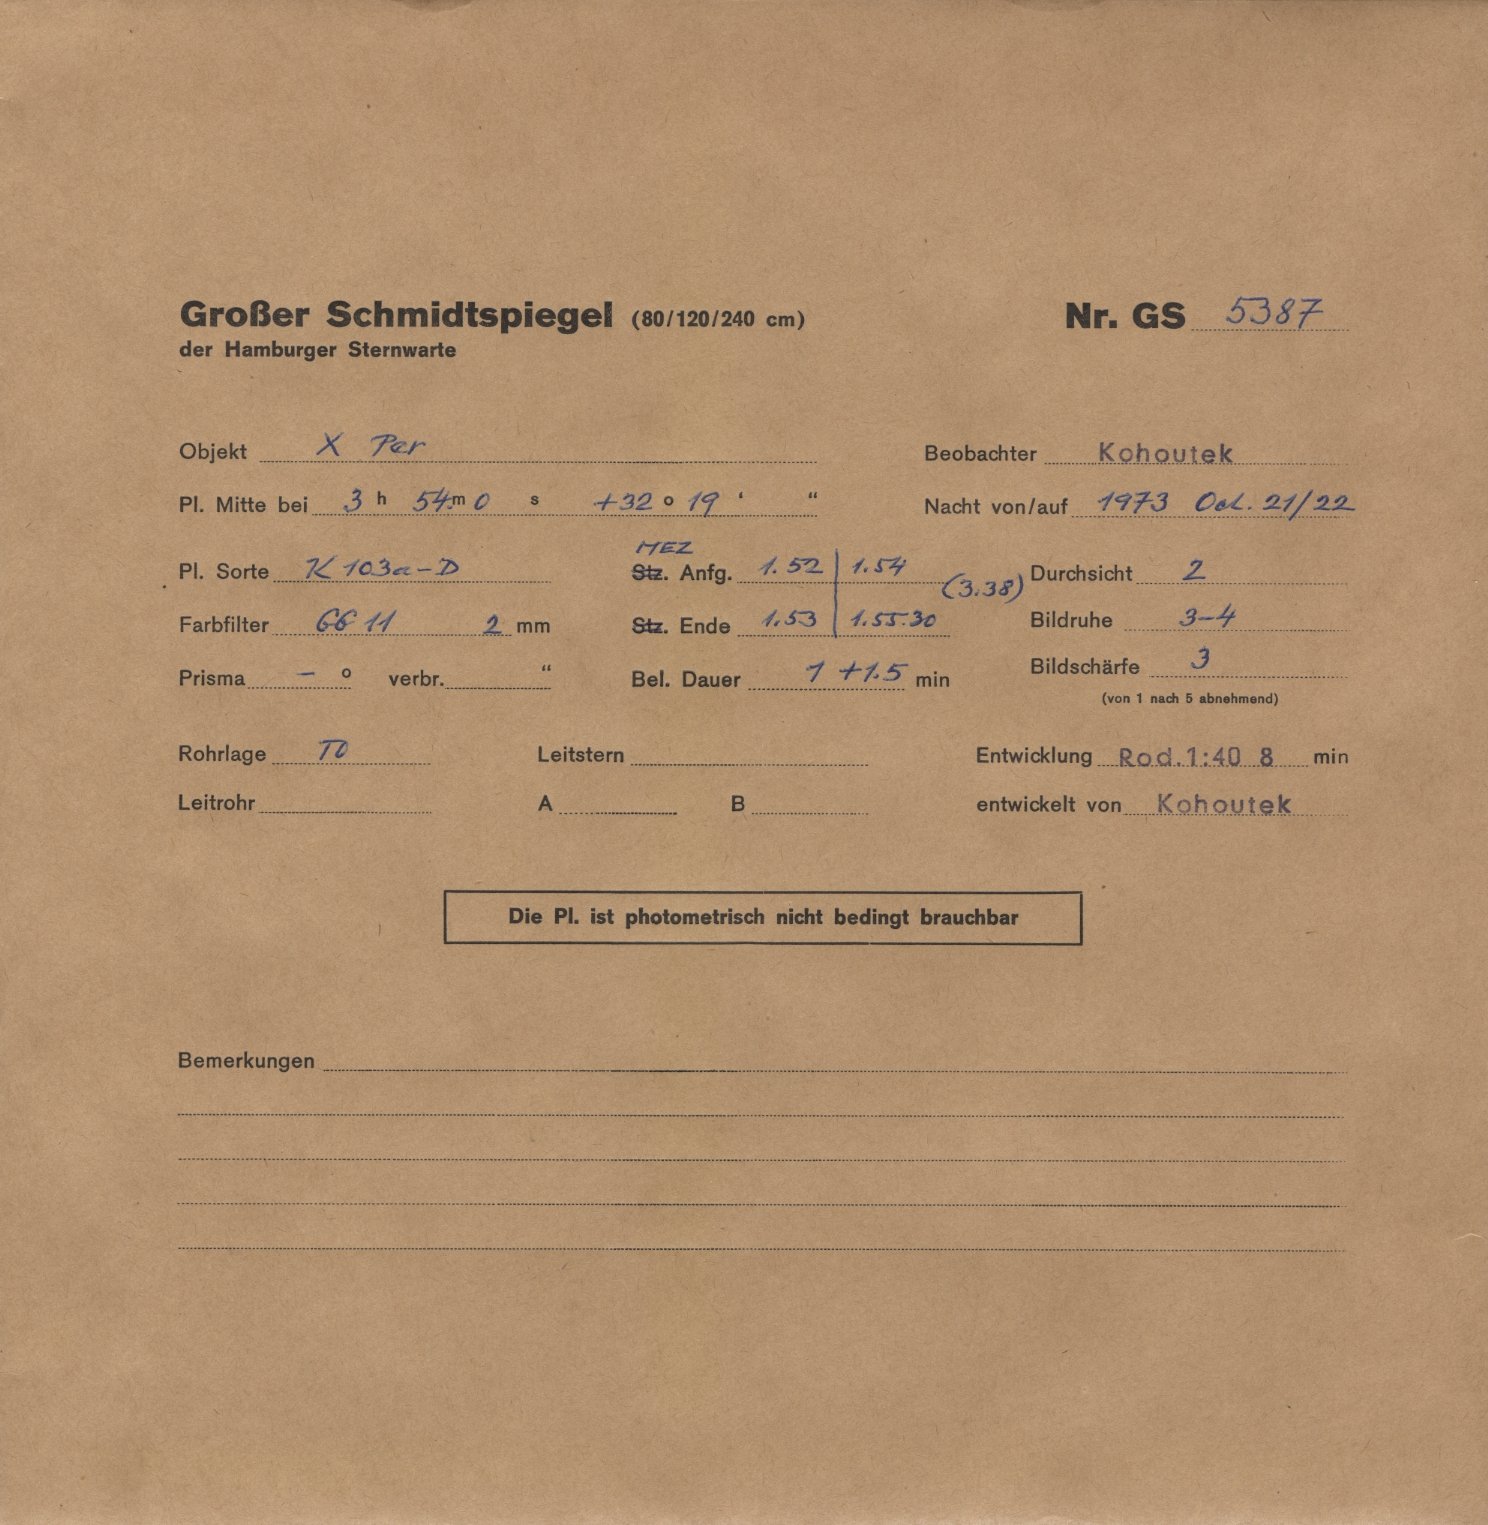 Großer Schmidtspiegel (80/120/240 cm) Nr. GS 5387
der Hamburger Sternwarte
Objekt X Per Beobachter Kohoutek
Pl. Mitte bei 3 h 54 m 0 s +32 o 19 ‘ “ Nacht von/auf 1973 Oct. 21/22
MEZ
Pl. Sorte K 103a-D Stz. Anfg. 1.52 | 1.54 (3.38) Durchsicht 2
Farbfilter GG 11 2 mm Stz. Ende 1.53 | 1.55.30 Bildruhe 3-4
Prisma – o verbr. “ Bel. Dauer 1 +1.5 min Bildschärfe 3
(von 1 nach 5 abnehmend)
Rohrlage TO Leitstern Entwicklung Rod.1:40 8 min
Leitrohr A B entwickelt von Kohoutek
Die Pl. ist photometrisch nicht bedingt brauchbar
Bemerkungen